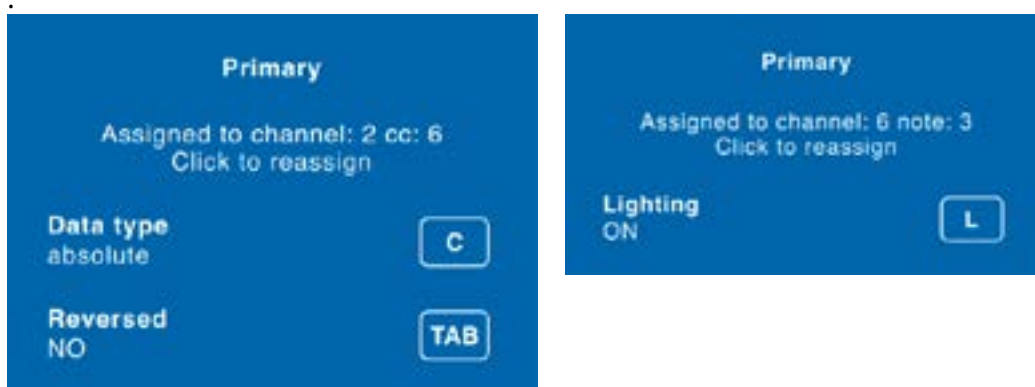 .
Primary
Assigned to channel: 2 cc: 6
Click to reassign
Data type
absolute
C
Reversed
NO
TAB
Primary
Assigned to channel: 6 note: 3
Click to reassign
Lighting
ON
L